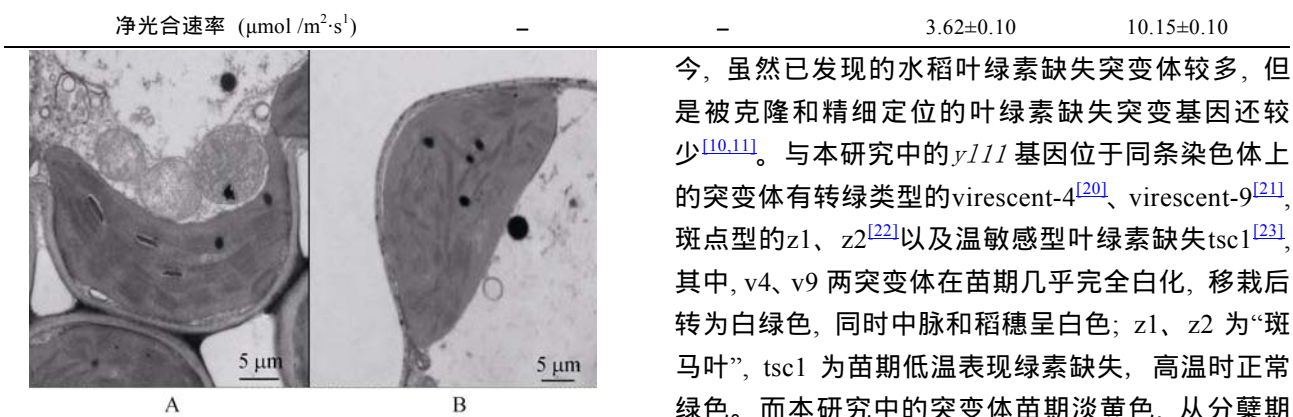 净光合速率 (μmol /m²·s¹) – – 3.62±0.10 10.15±0.10
5 μm 5 μm
A B
今, 虽然已发现的水稻叶绿素缺失突变体较多, 但
是被克隆和精细定位的叶绿素缺失突变基因还较
少[10,11]。与本研究中的yl11 基因位于同条染色体上
的突变体有转绿类型的virescent-4[20]、virescent-9[21],
斑点型的z1、z2[22]以及温敏感型叶绿素缺失tsc1[23],
其中, v4、v9 两突变体在苗期几乎完全白化, 移栽后
转为白绿色, 同时中脉和稻穗呈白色; z1、z2 为“斑
马叶”, tsc1 为苗期低温表现绿素缺失, 高温时正常
绿色。而本研究中的突变体苗期淡黄色, 从分蘖期